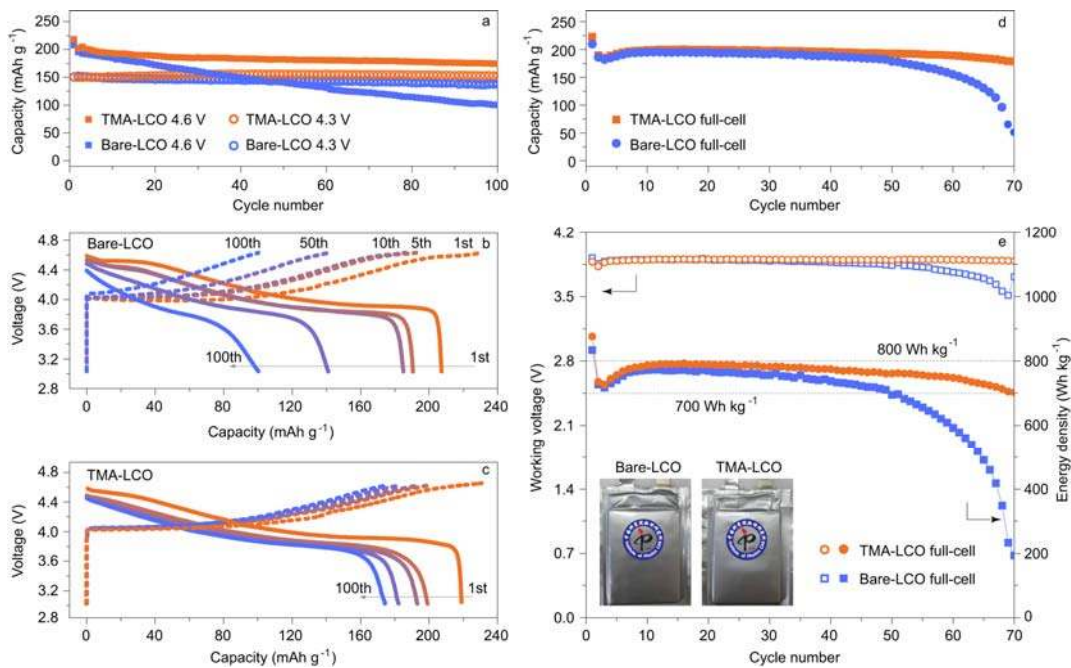 a
Capacity (mAh g⁻¹)
250
200
150
100
50
0
TMA-LCO 4.6 V
TMA-LCO 4.3 V
Bare-LCO 4.6 V
Bare-LCO 4.3 V
0 20 40 60 80 100
Cycle number
b
Bare-LCO
100th 50th 10th 5th 1st
Voltage (V)
4.8
4.4
4.0
3.6
3.2
2.8
100th 1st
0 40 80 120 160 200 240
Capacity (mAh g⁻¹)
c
TMA-LCO
Voltage (V)
4.8
4.4
4.0
3.6
3.2
2.8
100th 1st
0 40 80 120 160 200 240
Capacity (mAh g⁻¹)
d
Capacity (mAh g⁻¹)
250
200
150
100
200
250
0
TMA-LCO full-cell
Bare-LCO full-cell
0 10 20 30 40 50 60 70
Cycle number
e
Working voltage (V)
4.2
3.5
2.8
2.1
1.4
0.7
0.0
Energy density (Wh kg⁻¹)
1200
1000
800
600
400
200
0
800 Wh kg⁻¹
700 Wh kg⁻¹
Bare-LCO TMA-LCO
TMA-LCO full-cell
Bare-LCO full-cell
0 10 20 30 40 50 60 70
Cycle number